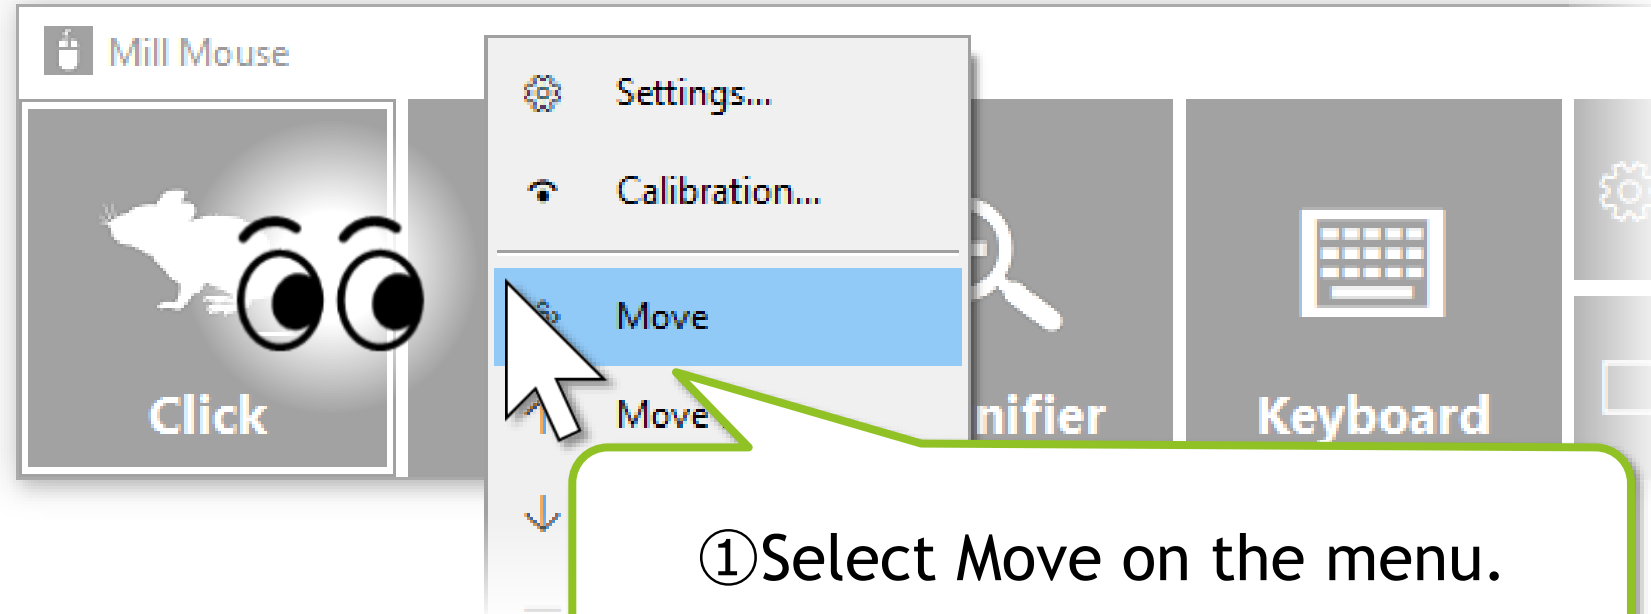 Mill Mouse
Settings...
Calibration...
Move
Move
Click
nifier
Keyboard
①Select Move on the menu.